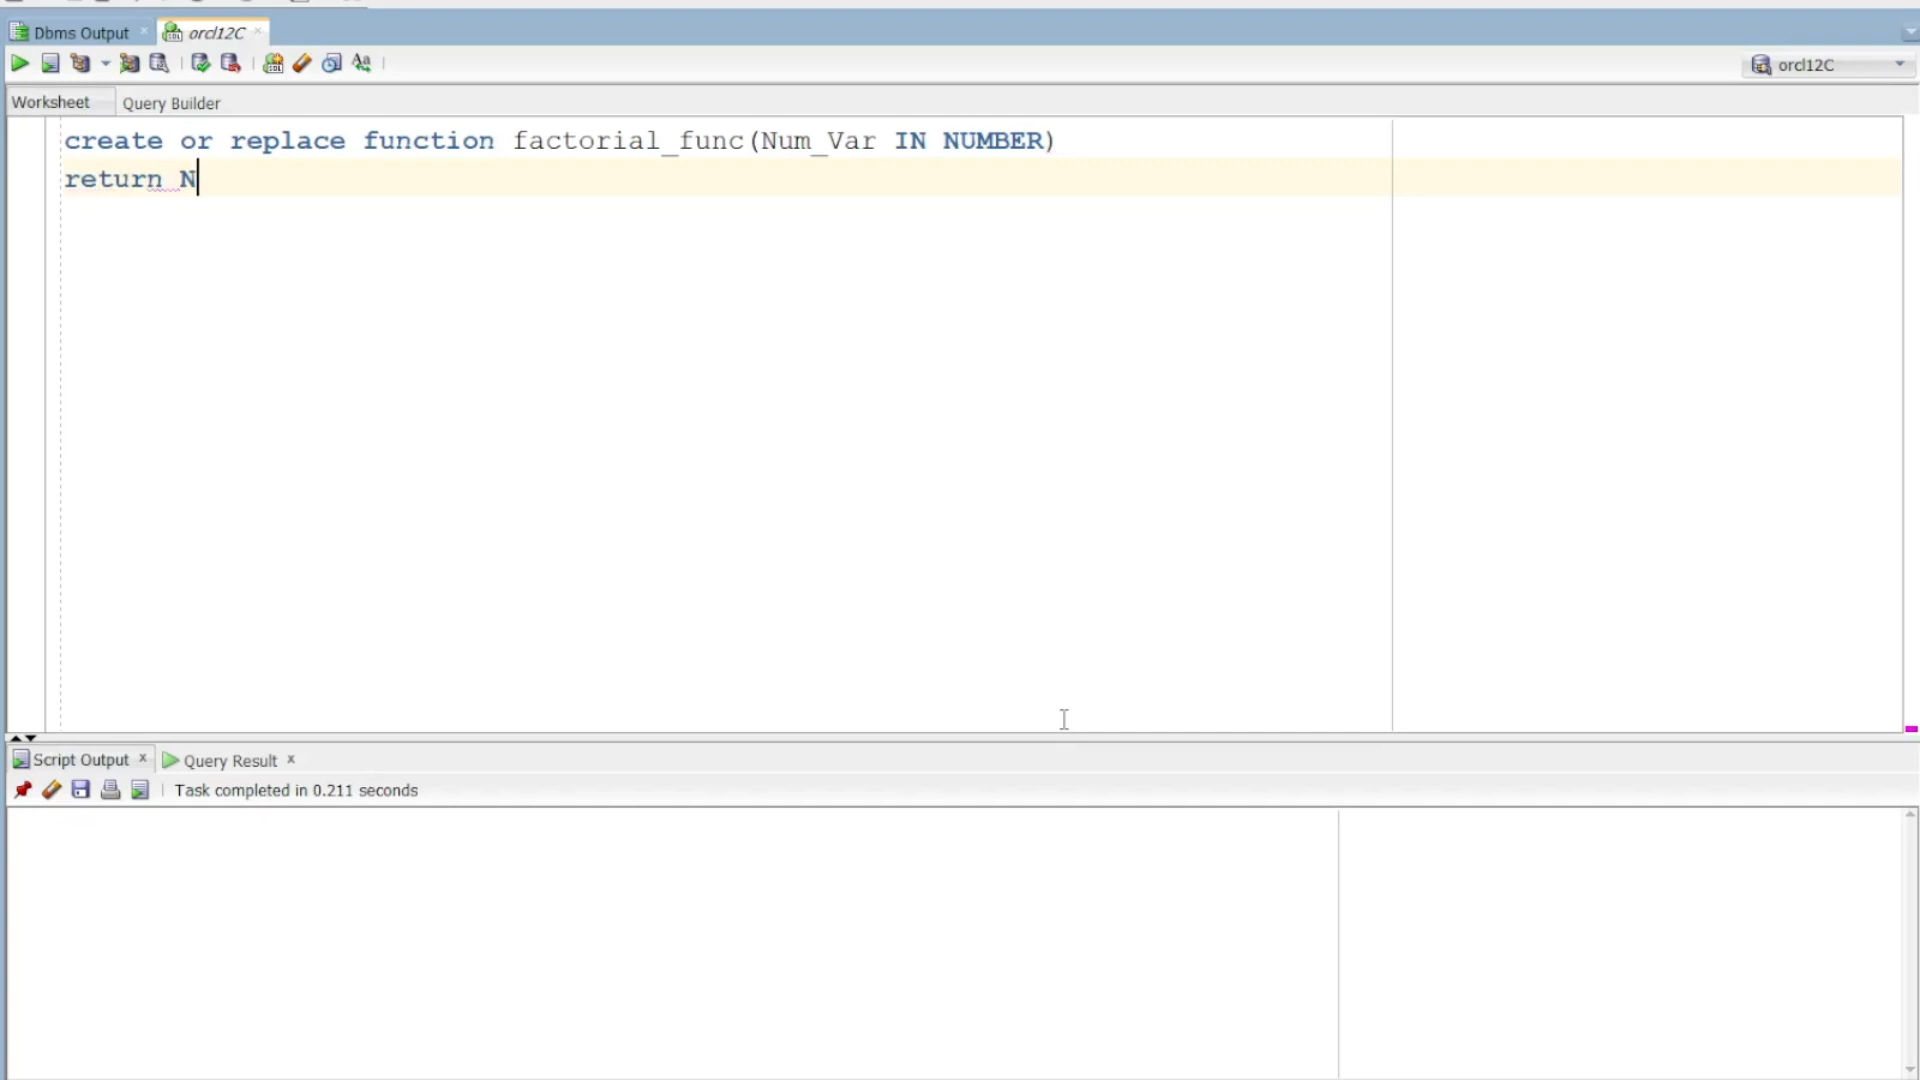 Dbms Output
orcl12C
orcl12C
Worksheet
Query Builder
create or replace function factorial_func(Num_Var IN NUMBER)
return N
Script Output
Query Result
Task completed in 0.211 seconds